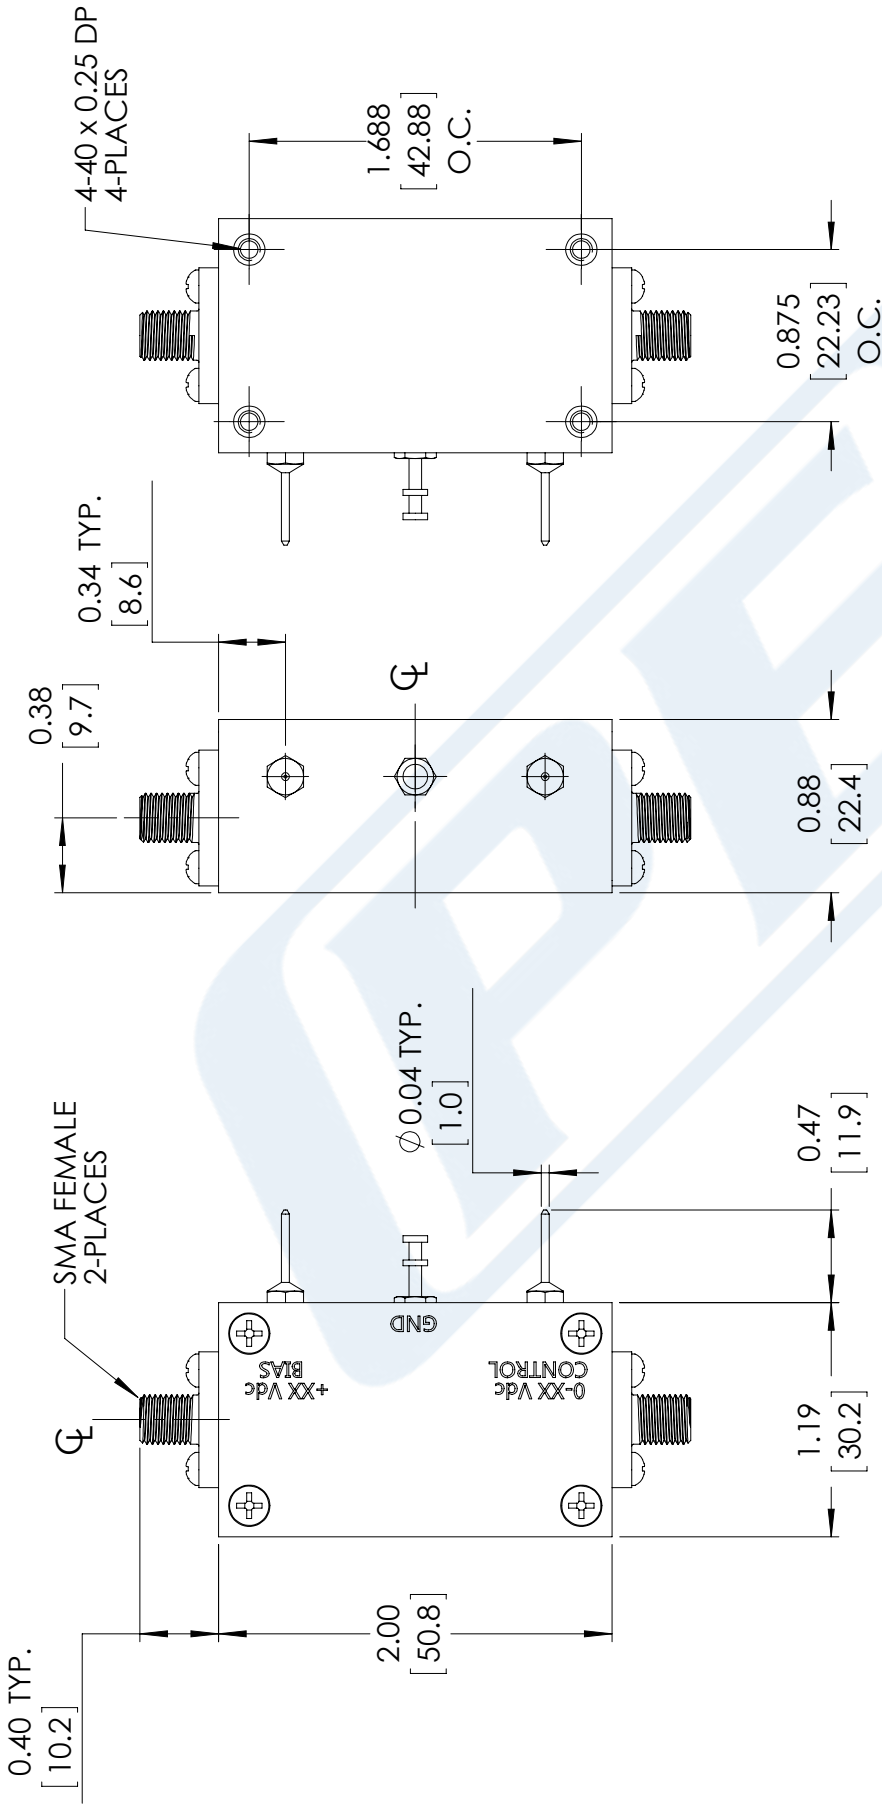 0.40 TYP.
[10.2]
2.00
[50.8]
SMA FEMALE
2-PLACES
CL
+XX Vdc
BIAS
GND
0-XX Vdc
CONTROL
1.19
[30.2]
0.47
[11.9]
Ø0.04 TYP.
[1.0]
0.38
[9.7]
0.34 TYP.
[8.6]
CL
0.88
[22.4]
4-40 x 0.25 DP
4-PLACES
1.688
[42.88]
O.C.
0.875
[22.23]
O.C.